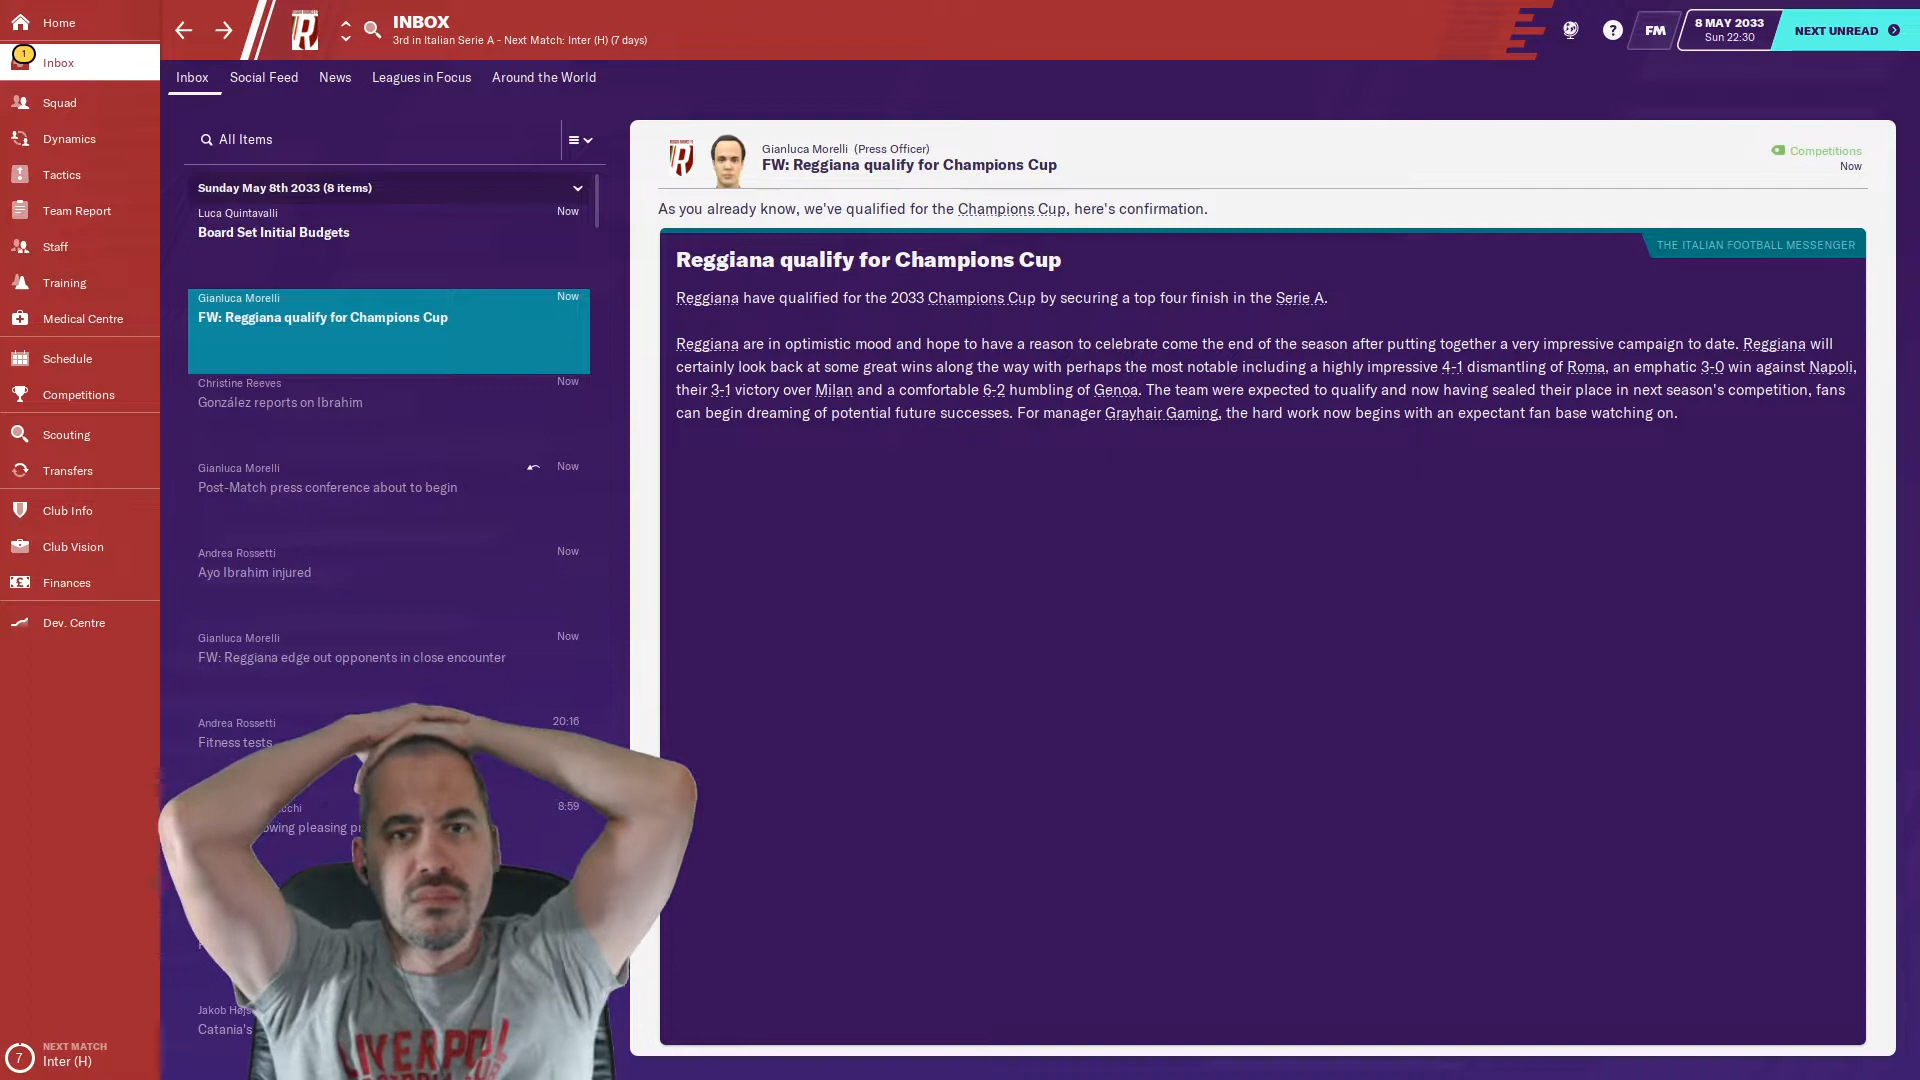 Home
INBOX
3rd in Italian Serie A - Next Match: Inter (H) (7 days)
FM
8 MAY 2033
Sun 22:30
NEXT UNREAD
1
Inbox
Squad
Dynamics
Tactics
Team Report
Staff
Training
Medical Centre
Schedule
Competitions
Scouting
Transfers
Club Info
Club Vision
Finances
Dev. Centre
NEXT MATCH
7
Inter (H)
Inbox
Social Feed
News
Leagues in Focus
Around the World
All Items
Sunday May 8th 2033 (8 items)
Luca Quintavalli
Now
Board Set Initial Budgets
Gianluca Morelli
Now
FW: Reggiana qualify for Champions Cup
Christine Reeves
Now
González reports on Ibrahim
Gianluca Morelli
Now
Post-Match press conference about to begin
Andrea Rossetti
Now
Ayo Ibrahim injured
Gianluca Morelli
Now
FW: Reggiana edge out opponents in close encounter
Andrea Rossetti
20:16
Fitness tests
8:59
pleasing
Jakob
Catania's
LIVERPOOL
FOOTBALL CLUB
Gianluca Morelli (Press Officer)
FW: Reggiana qualify for Champions Cup
Competitions
Now
As you already know, we've qualified for the Champions Cup, here's confirmation.
THE ITALIAN FOOTBALL MESSENGER
Reggiana qualify for Champions Cup
Reggiana have qualified for the 2033 Champions Cup by securing a top four finish in the Serie A.
Reggiana are in optimistic mood and hope to have a reason to celebrate come the end of the season after putting together a very impressive campaign to date. Reggiana will
certainly look back at some great wins along the way with perhaps the most notable including a highly impressive 4-1 dismantling of Roma, an emphatic 3-0 win against Napoli,
their 3-1 victory over Milan and a comfortable 6-2 humbling of Genoa. The team were expected to qualify and now having sealed their place in next season's competition, fans
can begin dreaming of potential future successes. For manager Grayhair Gaming, the hard work now begins with an expectant fan base watching on.